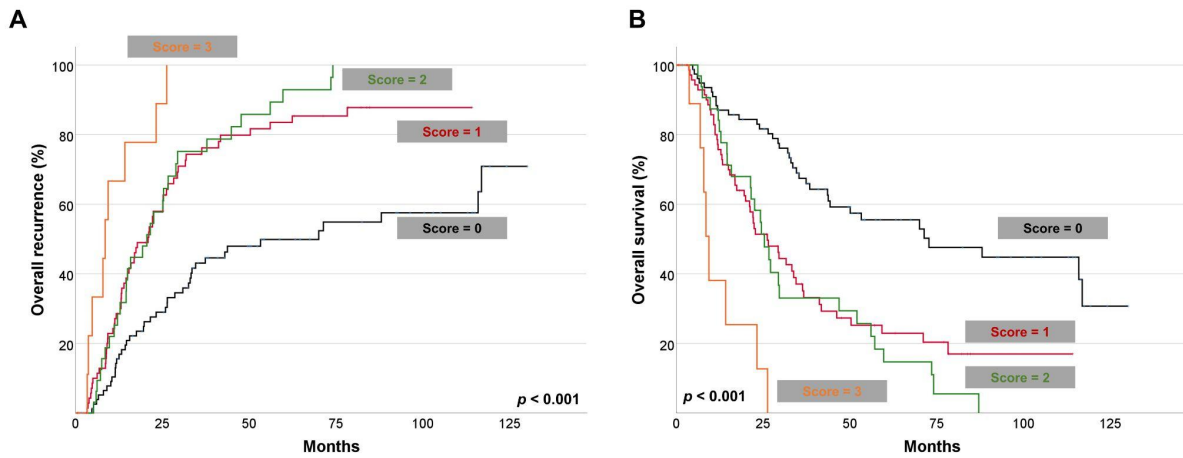 A
Score = 3
Score = 2
Score = 1
Score = 0
Overall recurrence (%)
100
80
60
40
20
p < 0.001
0
25
50
75
100
125
Months
B
Overall survival (%)
100
80
60
40
20
Score = 0
Score = 1
Score = 2
Score = 3
p < 0.001
0
25
50
75
100
125
Months